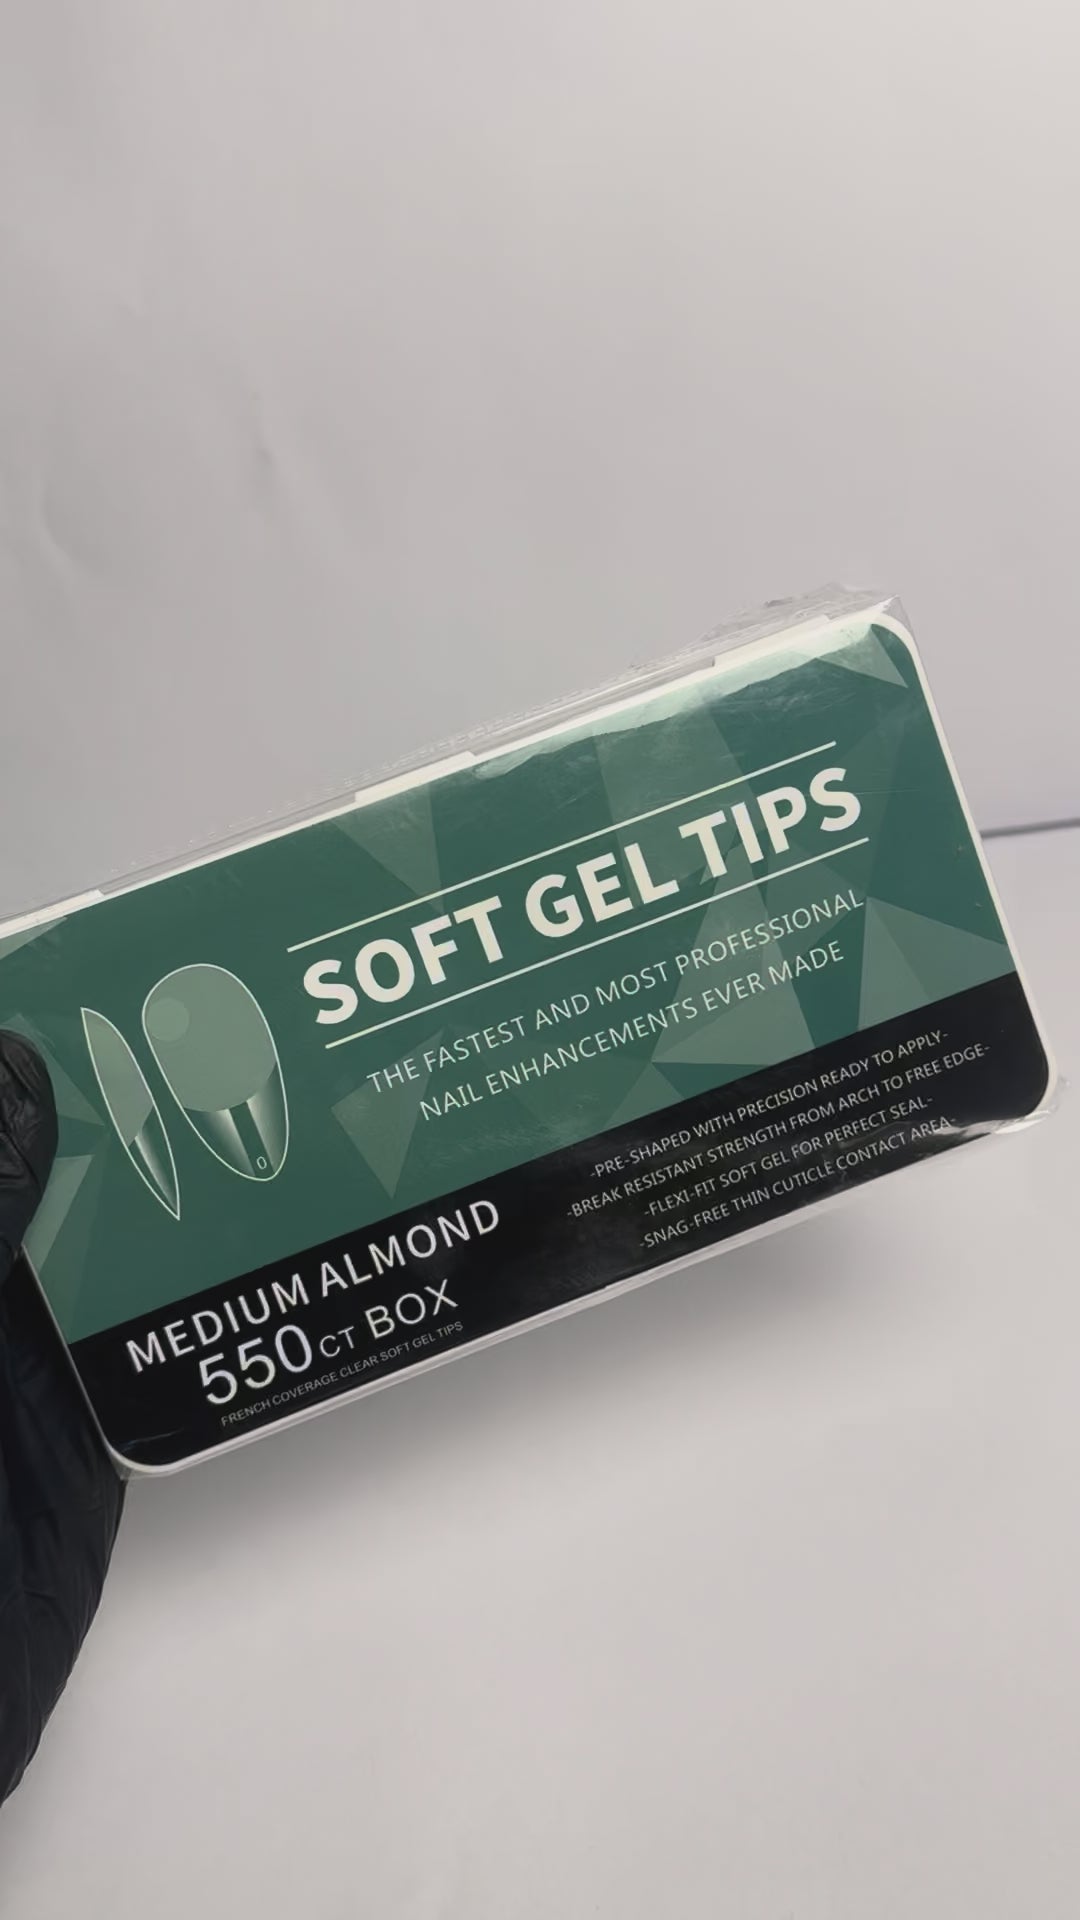 SOFT GEL TIPS
THE FASTEST AND MOST PROFESSIONAL
NAIL ENHANCEMENTS EVER MADE
0
-PRE-SHAPED WITH PRECISION READY TO APPLY-
-BREAK RESISTANT STRENGTH FROM ARCH TO FREE EDGE-
-FLEXI-FIT SOFT GEL FOR PERFECT SEAL-
-SNAG-FREE THIN CUTICLE CONTACT AREA-
MEDIUM ALMOND
550CT BOX
FRENCH COVERAGE CLEAR SOFT GEL TIPS